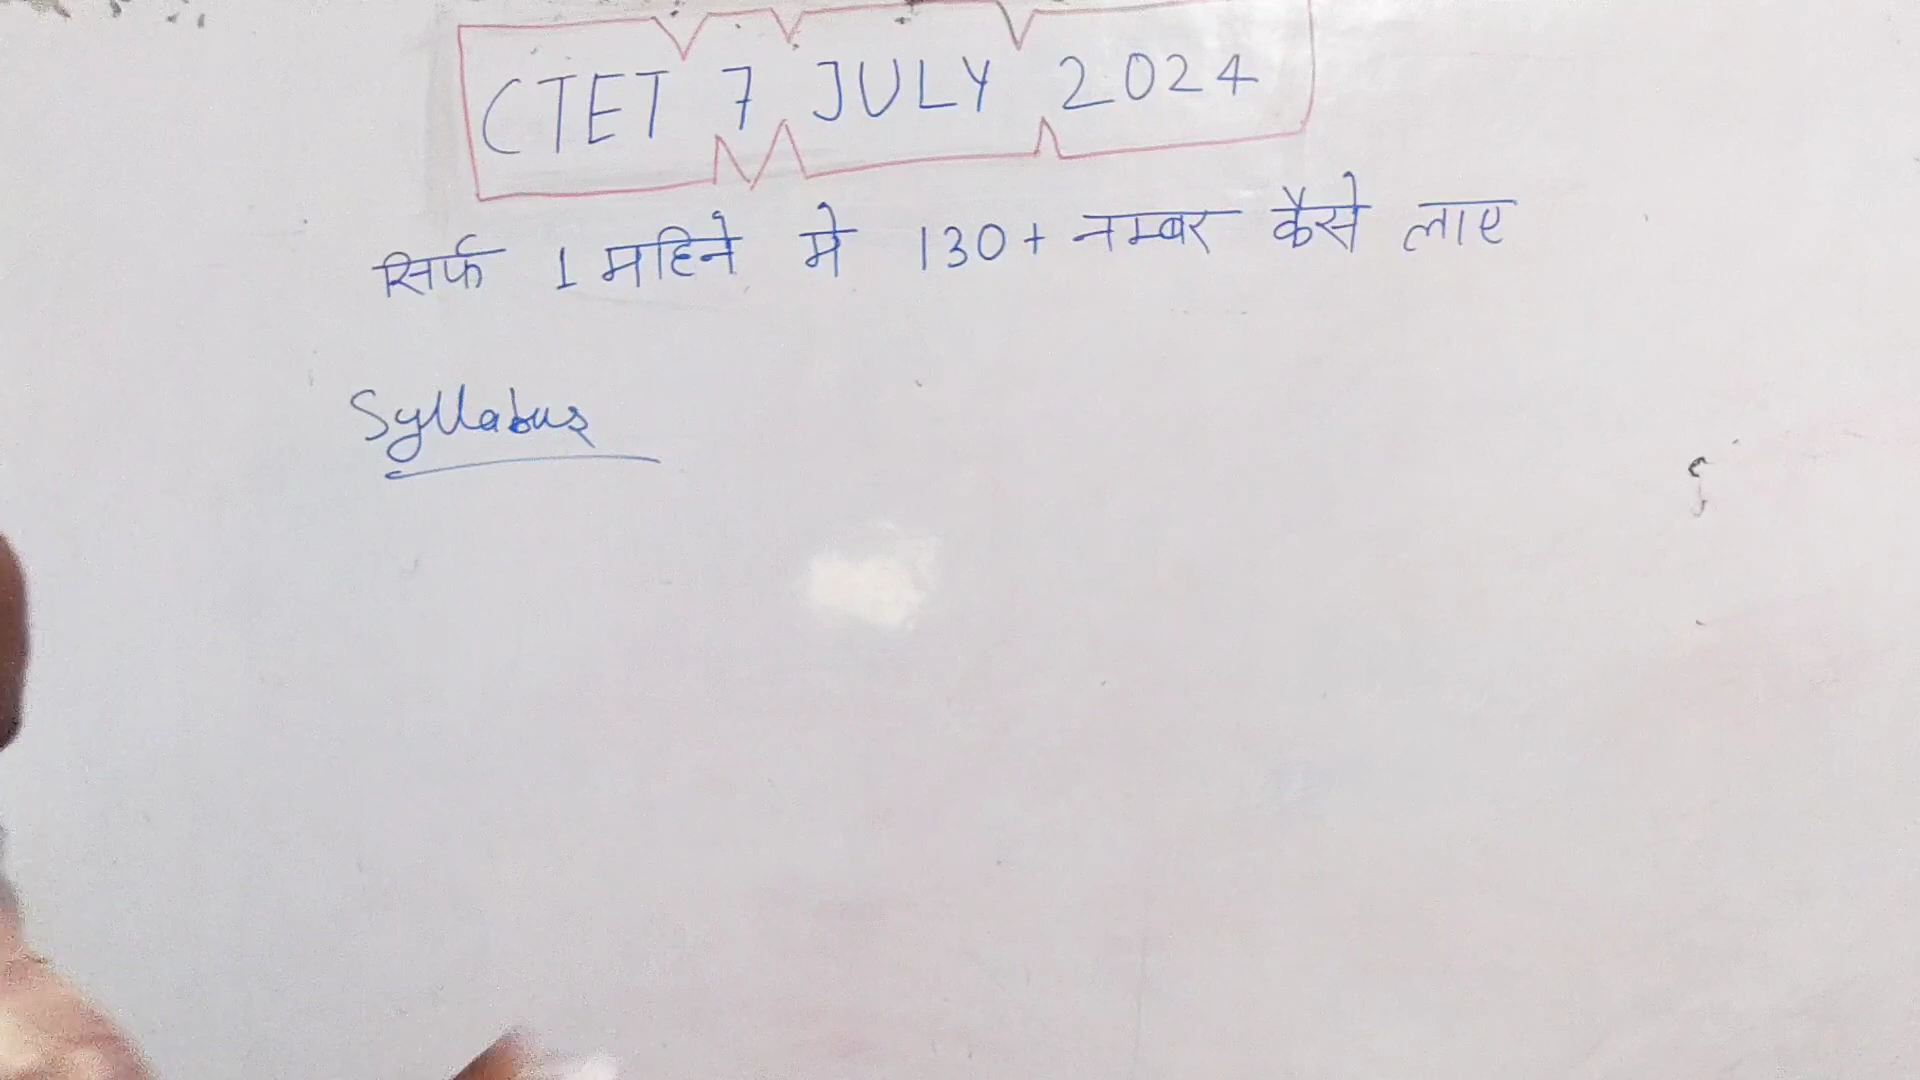 CTET 7 JULY 2024
सिर्फ 1 महिने मे 130+ नम्बर कैसे लाए
Syllabus